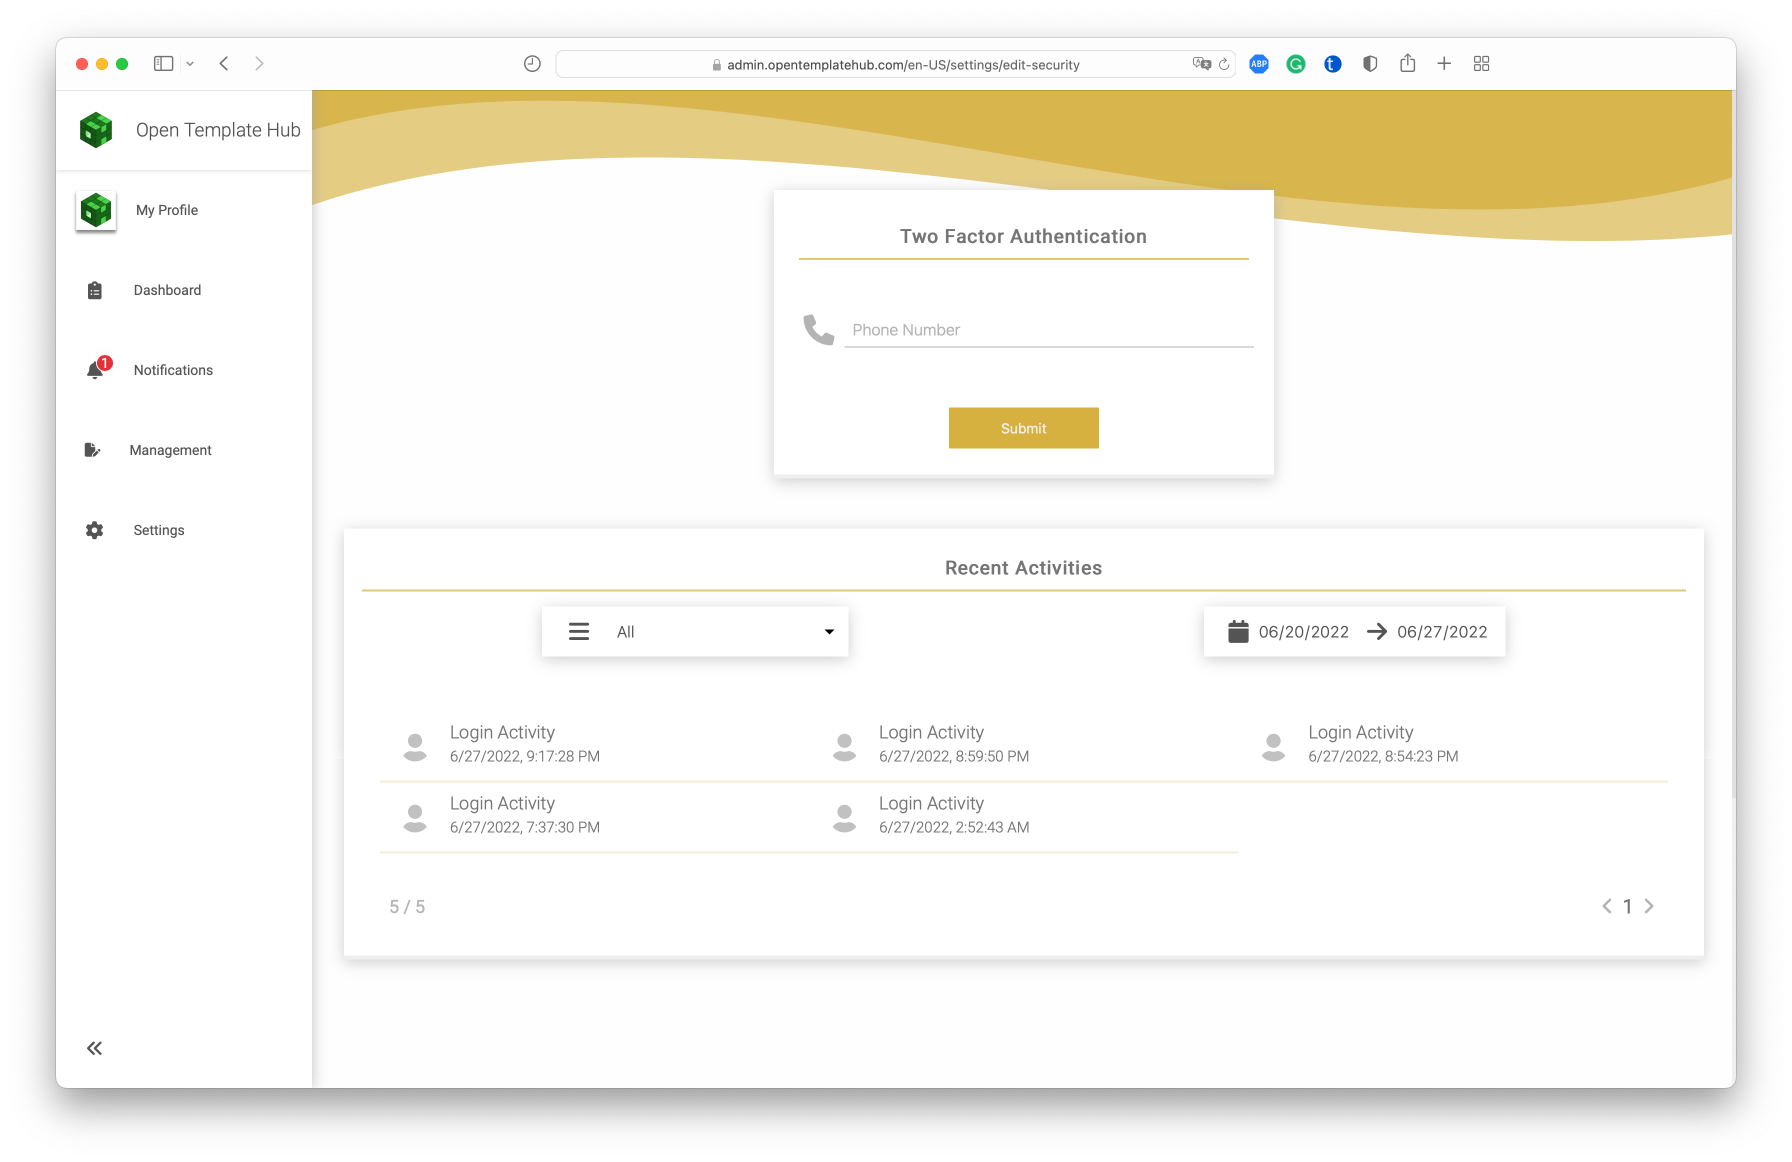 admin.opentemplatehub.com/en-US/settings/edit-security
ABP
Open Template Hub
My Profile
Dashboard
1
Notifications
Management
Settings
Two Factor Authentication
Phone Number
Submit
Recent Activities
All
06/20/2022 → 06/27/2022
Login Activity
6/27/2022, 9:17:28 PM
Login Activity
6/27/2022, 8:59:50 PM
Login Activity
6/27/2022, 8:54:23 PM
Login Activity
6/27/2022, 7:37:30 PM
Login Activity
6/27/2022, 2:52:43 AM
5 / 5
1